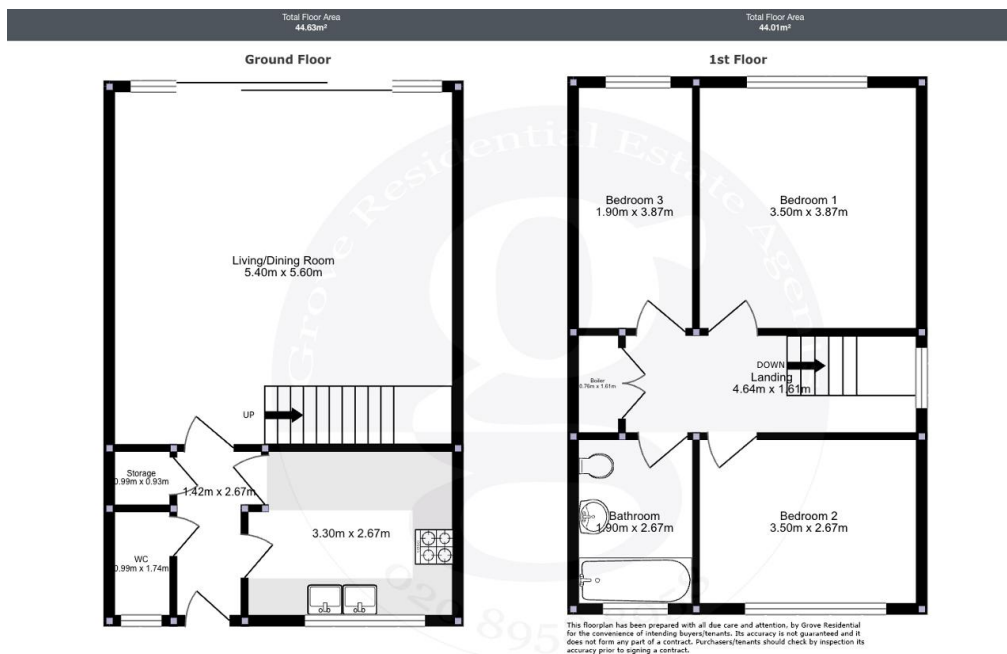 Total Floor Area
44.63m²
Total Floor Area
44.01m²
Ground Floor
1st Floor
Living/Dining Room
5.40m x 5.60m
UP
Storage
0.99m x 0.93m
1.42m x 2.67m
WC
0.99m x 1.74m
3.30m x 2.67m
Bedroom 3
1.90m x 3.87m
Bedroom 1
3.50m x 3.87m
Boiler
0.76m x 1.61m
DOWN
Landing
4.64m x 1.61m
Bathroom
1.90m x 2.67m
Bedroom 2
3.50m x 2.67m
Grove Residential Estate Agents
This floorplan has been prepared with all due care and attention, by Grove Residential
for the convenience of intending buyers/tenants. Its accuracy is not guaranteed and it
does not form any part of a contract. Purchasers/tenants should check by inspection its
accuracy prior to signing a contract.